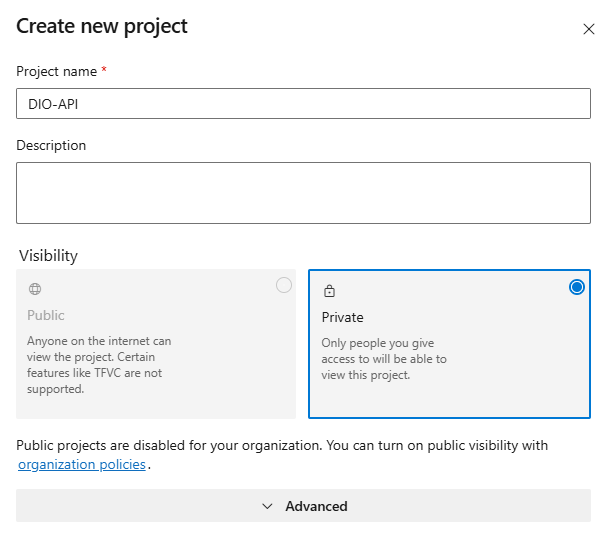 Create new project
Project name *
DIO-API
Description
Visibility
Public
Anyone on the internet can
view the project. Certain
features like TFVC are not
supported.
Private
Only people you give
access to will be able to
view this project.
Public projects are disabled for your organization. You can turn on public visibility with
organization policies.
Advanced